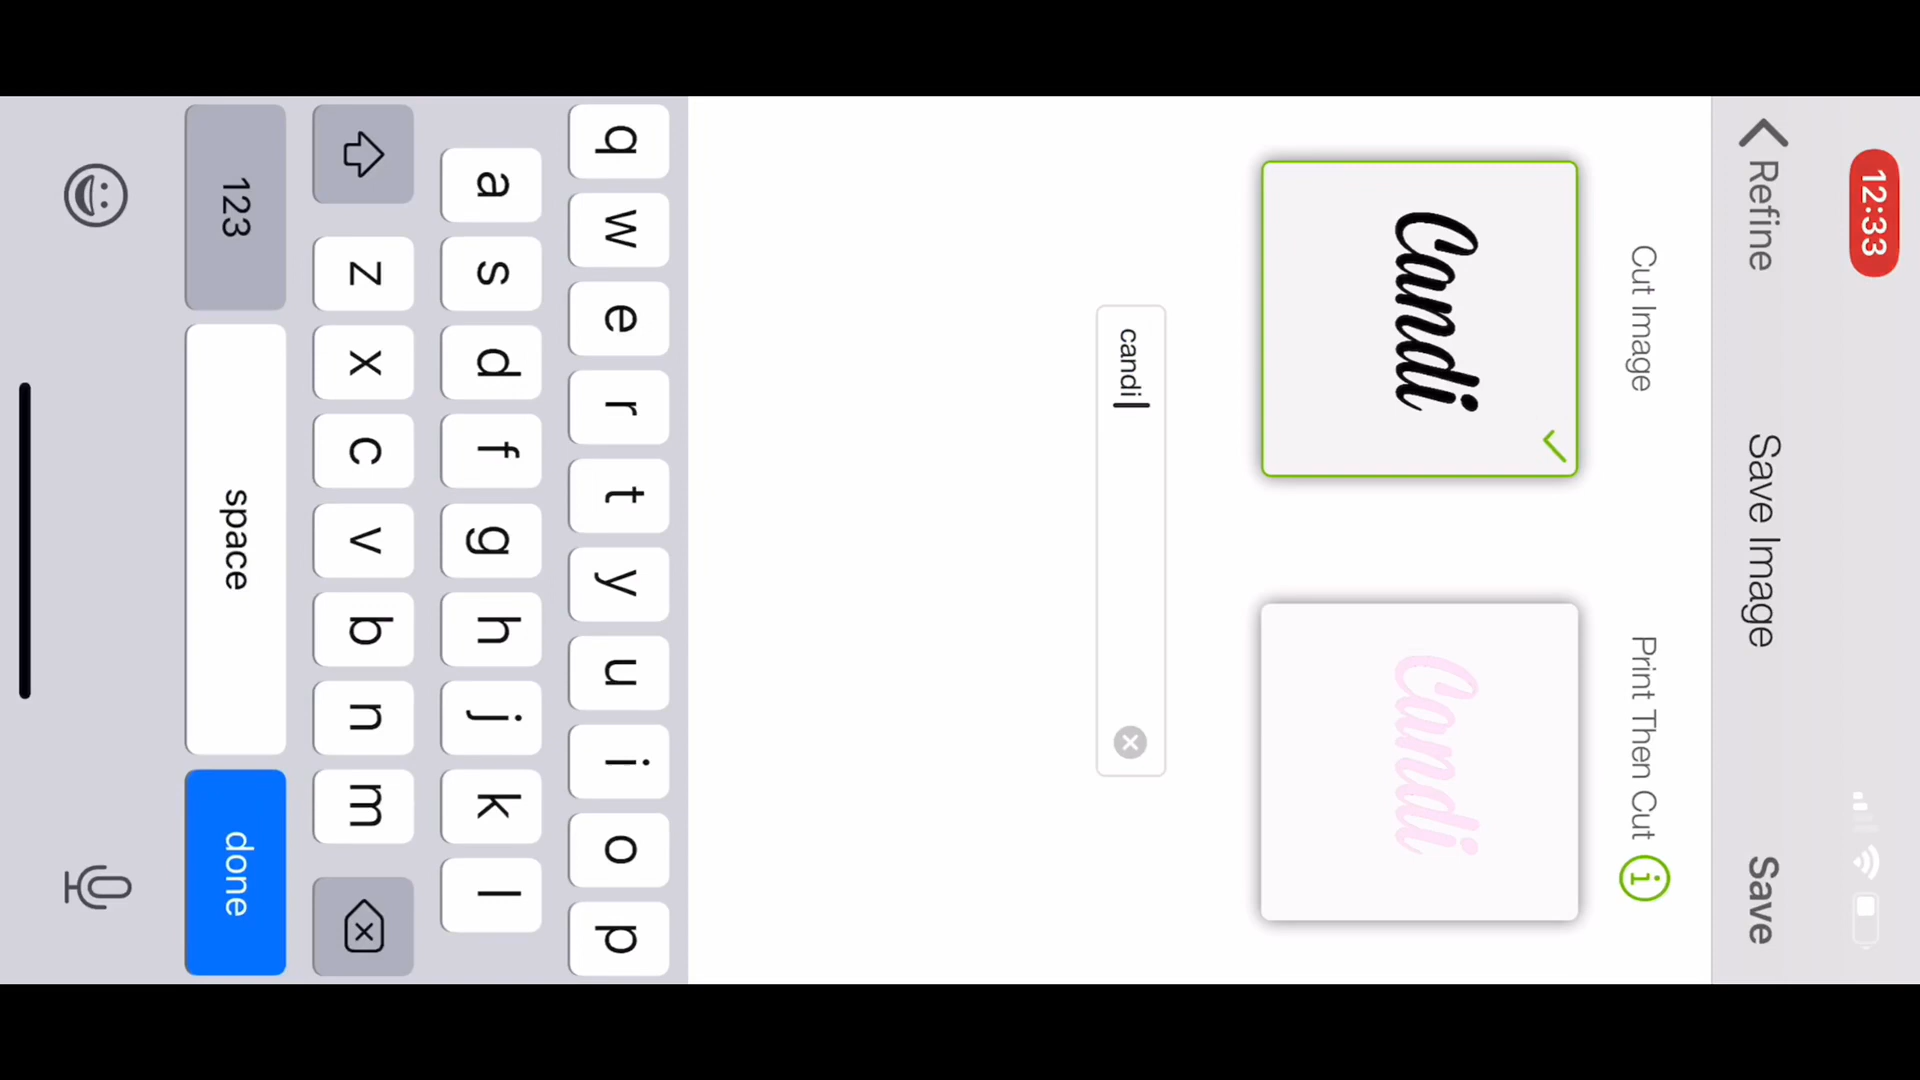 12:33
Refine
Save Image
Save
Cut Image
Print Then Cut
i
Candi
Candi
candi
q w e r t y u i o p
a s d f g h j k l
z x c v b n m
123
space
done